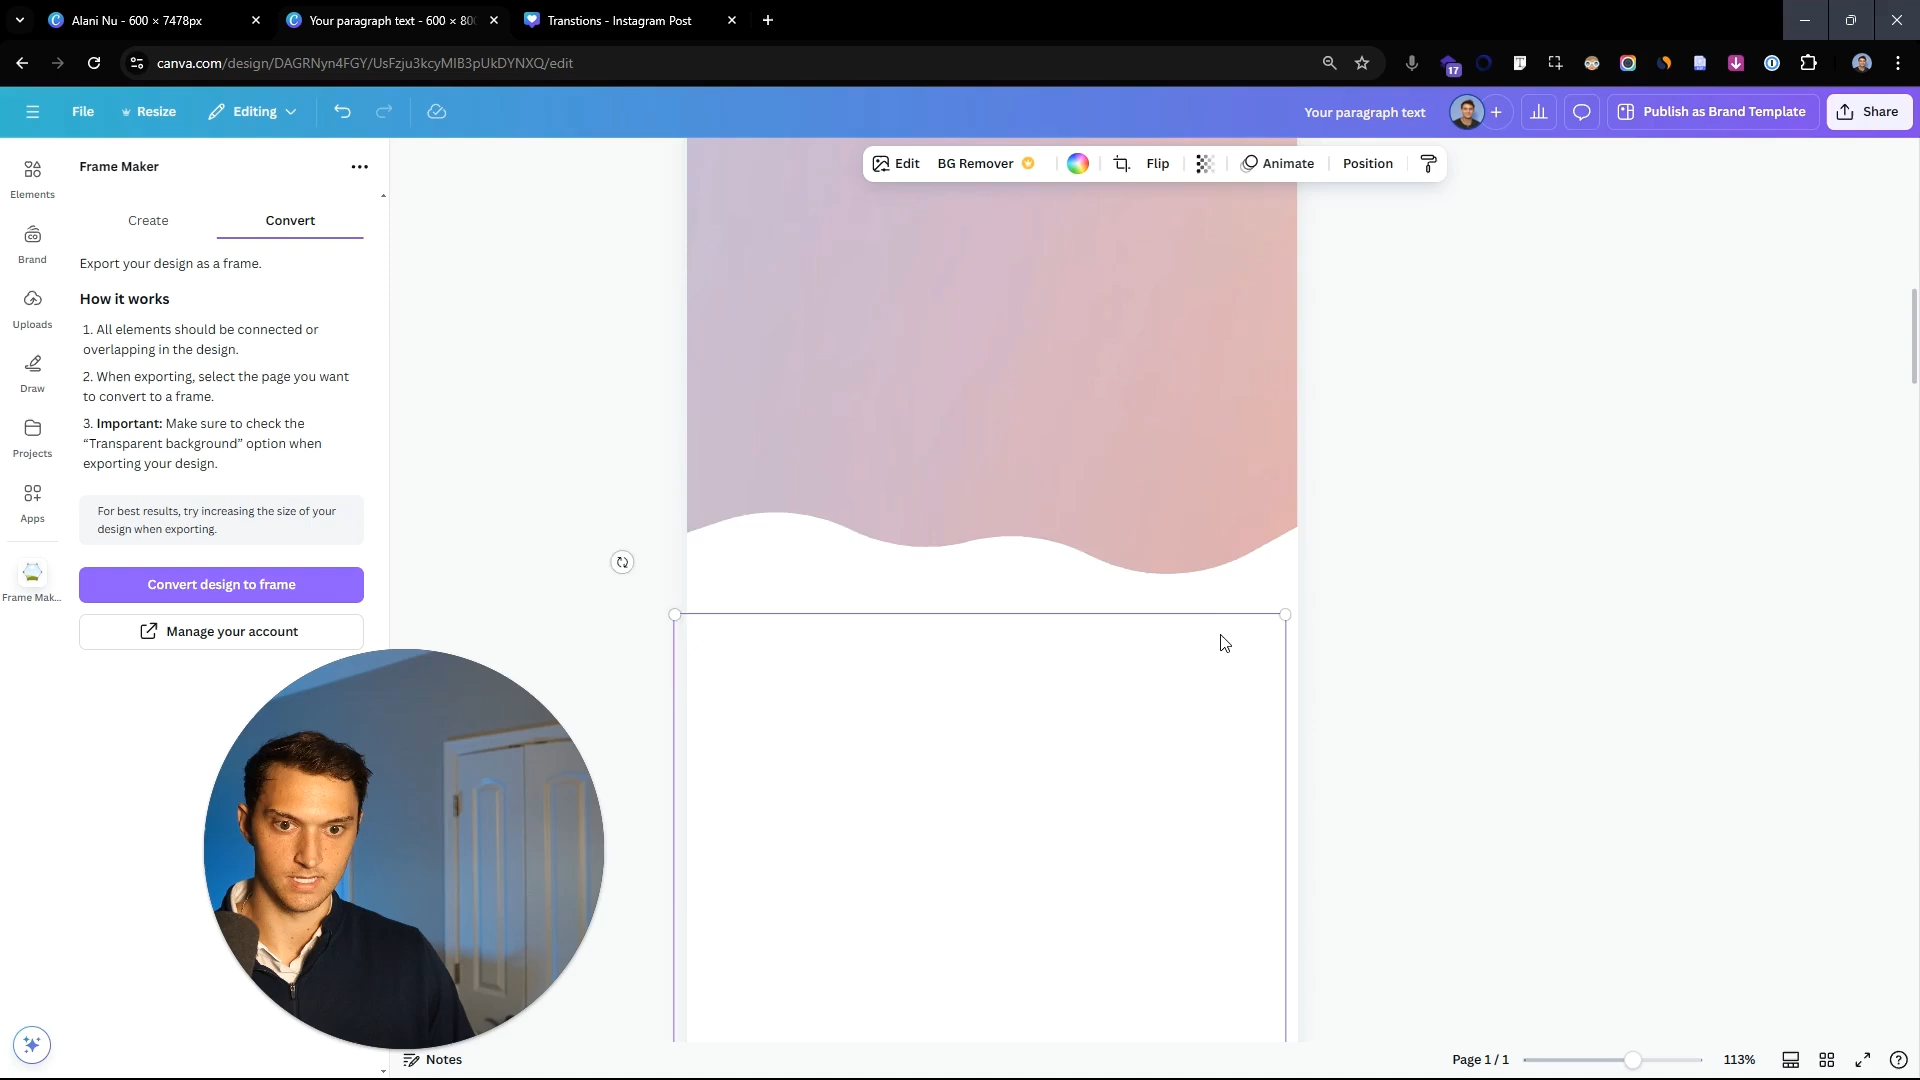 Alani Nu - 600 × 7478px
Your paragraph text - 600 × 80
Transtions - Instagram Post
canva.com/design/DAGRNyn4FGY/UsFzju3kcyMIB3pUkDYNXQ/edit
17
File
Resize
Editing
Your paragraph text
Publish as Brand Template
Share
Elements
Brand
Uploads
Draw
Projects
Apps
Frame Mak...
Frame Maker
Create
Convert
Export your design as a frame.
How it works
1. All elements should be connected or
overlapping in the design.
2. When exporting, select the page you want
to convert to a frame.
3. Important: Make sure to check the
“Transparent background” option when
exporting your design.
For best results, try increasing the size of your
design when exporting.
Convert design to frame
Manage your account
Edit
BG Remover
Flip
Animate
Position
Notes
Page 1 / 1
113%